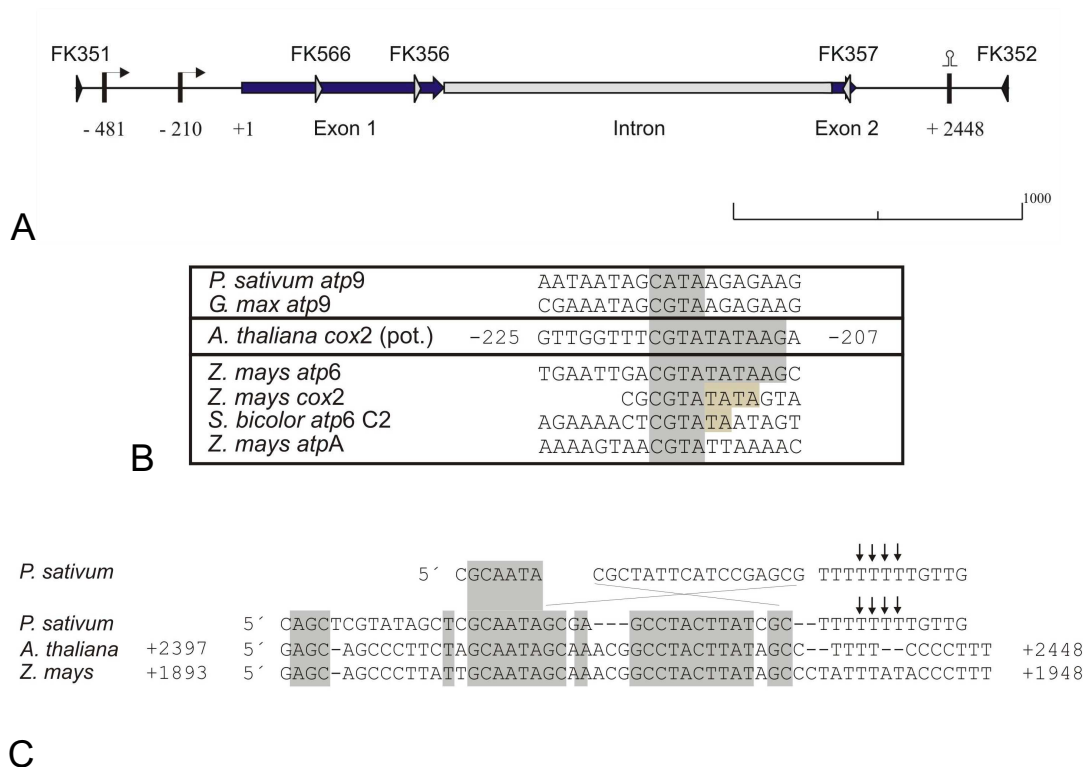 FK351 FK566 FK356 FK357 FK352
- 481 - 210 +1 Exon 1 Intron Exon 2 + 2448
1000
A
P. sativum atp9 AATAATAGCATAAGAGAAG
G. max atp9 CGAAATAGCGTAAGAGAAG
A. thaliana cox2 (pot.) -225 GTTGGTTTCGTATATAAGA -207
Z. mays atp6 TGAATTGACGTATATAAGC
Z. mays cox2 CGCGTATATAGTA
S. bicolor atp6 C2 AGAAAACTCGTATAATAGT
Z. mays atpA AAAAGTAACGTATTAAAAC
B
P. sativum 5´ CGCAATA CGCTATTCATCCGAGCG TTTTTTTTTGTTG
P. sativum 5´ CAGCTCGTATAGCTCGCAATAGCGA---GCCTACTTATCGC--TTTTTTTTGTTG
A. thaliana +2397 5´ GAGC-AGCCCTTCTAGCAATAGCAAACGGCCTACTTATAGCC--TTTT--CCCCTTT +2448
Z. mays +1893 5´ GAGC-AGCCCTTATTGCAATAGCAAACGGCCTACTTATAGCCCTATTTATACCCTTT +1948
C